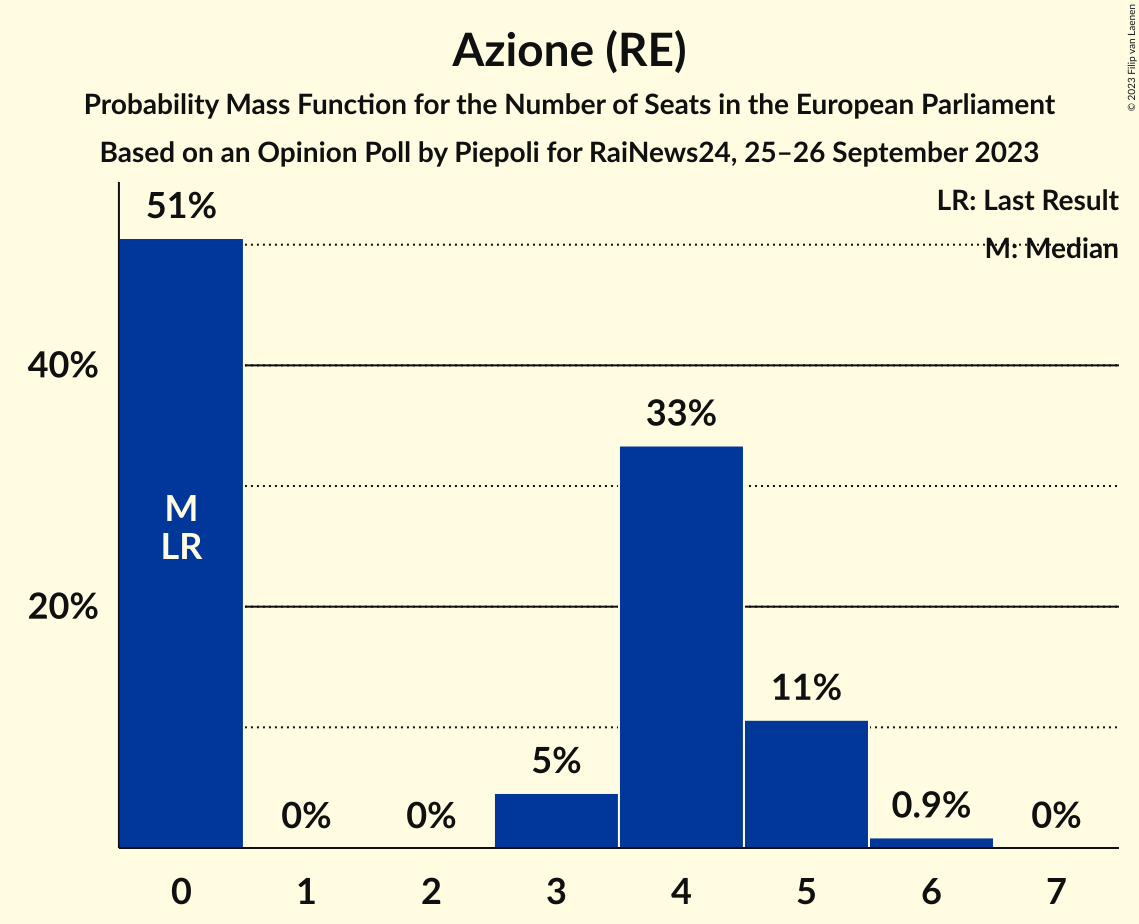 Azione (RE)
Probability Mass Function for the Number of Seats in the European Parliament
Based on an Opinion Poll by Piepoli for RaiNews24, 25–26 September 2023
© 2023 Filip van Laenen
LR: Last Result
M: Median
51%
40%
33%
M
LR
20%
11%
5%
0%
0%
0.9%
0%
0 1 2 3 4 5 6 7